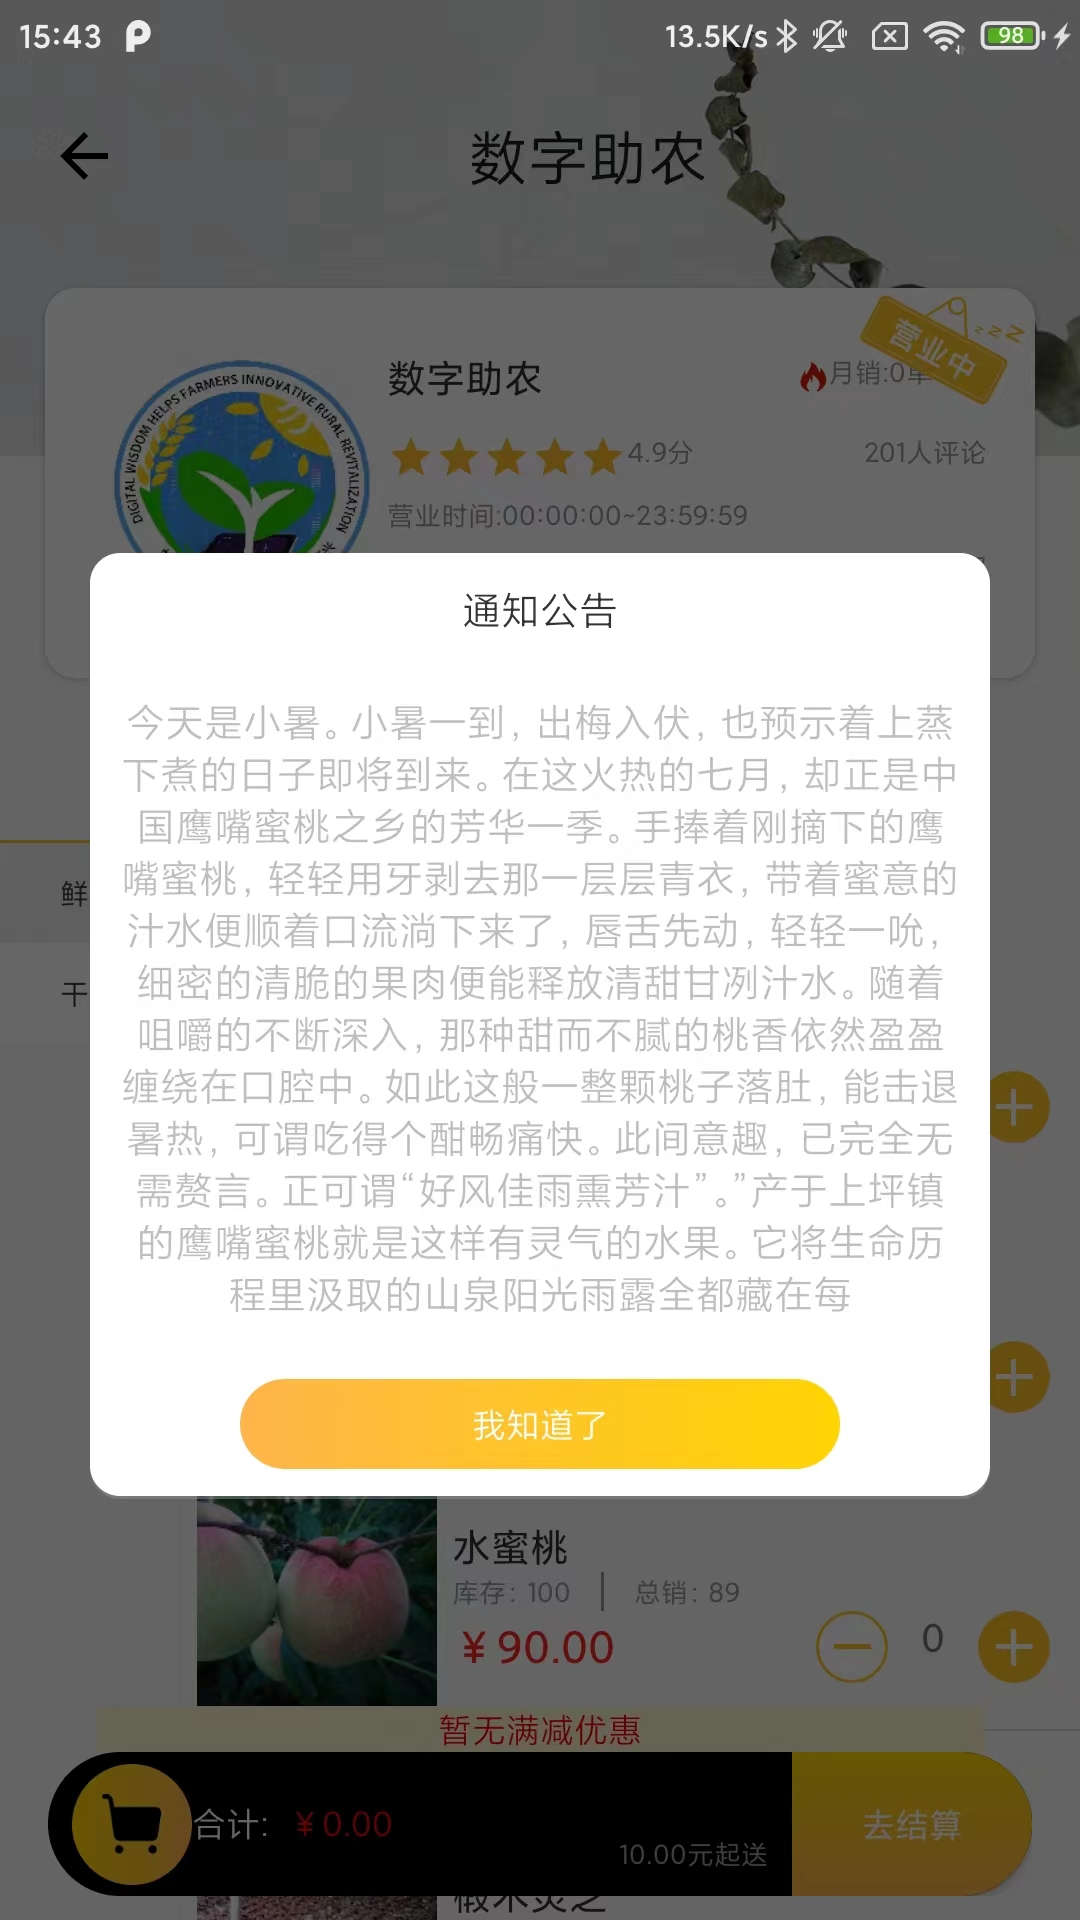 15:43
13.5K/s
98
数字助农
营业中
zzZ
数字助农
月销:0单
DIGITAL WISDOM HELPS FARMERS INNOVATIVE RURAL REVITALIZATION
4.9分
201人评论
营业时间:00:00:00~23:59:59
通知公告
今天是小暑。小暑一到, 出梅入伏, 也预示着上蒸
下煮的日子即将到来。在这火热的七月, 却正是中
国鹰嘴蜜桃之乡的芳华一季。手捧着刚摘下的鹰
嘴蜜桃, 轻轻用牙剥去那一层层青衣, 带着蜜意的
汁水便顺着口流淌下来了, 唇舌先动, 轻轻一吮,
细密的清脆的果肉便能释放清甜甘冽汁水。随着
咀嚼的不断深入, 那种甜而不腻的桃香依然盈盈
缠绕在口腔中。如此这般一整颗桃子落肚, 能击退
暑热, 可谓吃得个酣畅痛快。此间意趣, 已完全无
需赘言。正可谓“好风佳雨熏芳汁”。”产于上坪镇
的鹰嘴蜜桃就是这样有灵气的水果。它将生命历
程里汲取的山泉阳光雨露全都藏在每
我知道了
鲜
干
水蜜桃
库存: 100 | 总销: 89
¥ 90.00
0
暂无满减优惠
合计: ¥ 0.00
10.00元起送
去结算